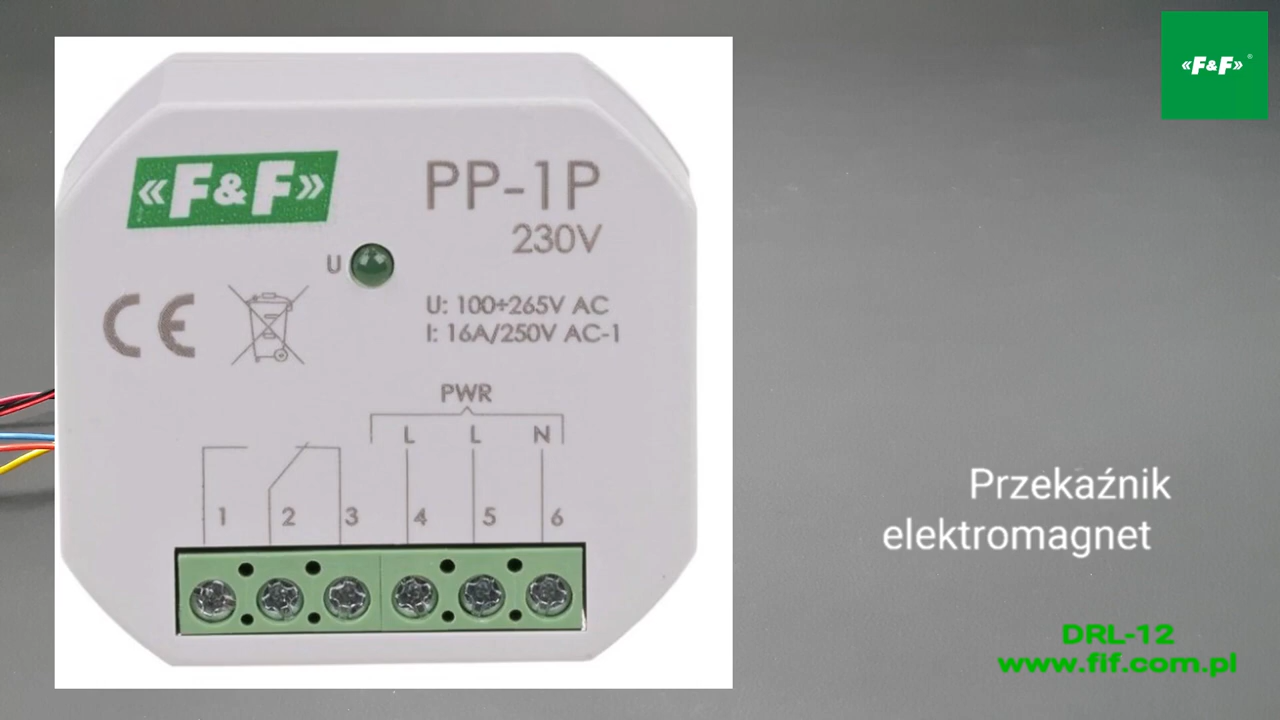 «F&F»
PP-1P
230V
U
CE
U: 100÷265V AC
I: 16A/250V AC-1
PWR
L L N
1 2 3 4 5 6
«F&F»®
Przekaźnik
elektromagnet
DRL-12
www.fif.com.pl